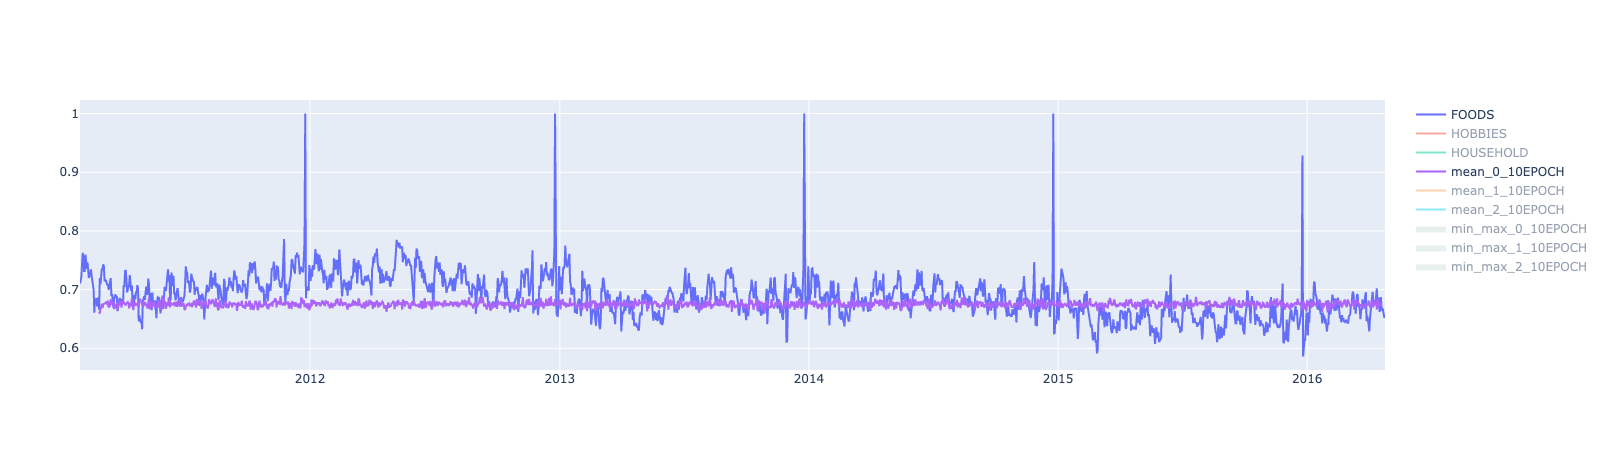 1
0.9
0.8
0.7
0.6
2012 2013 2014 2015 2016
FOODS
HOBBIES
HOUSEHOLD
mean_0_10EPOCH
mean_1_10EPOCH
mean_2_10EPOCH
min_max_0_10EPOCH
min_max_1_10EPOCH
min_max_2_10EPOCH